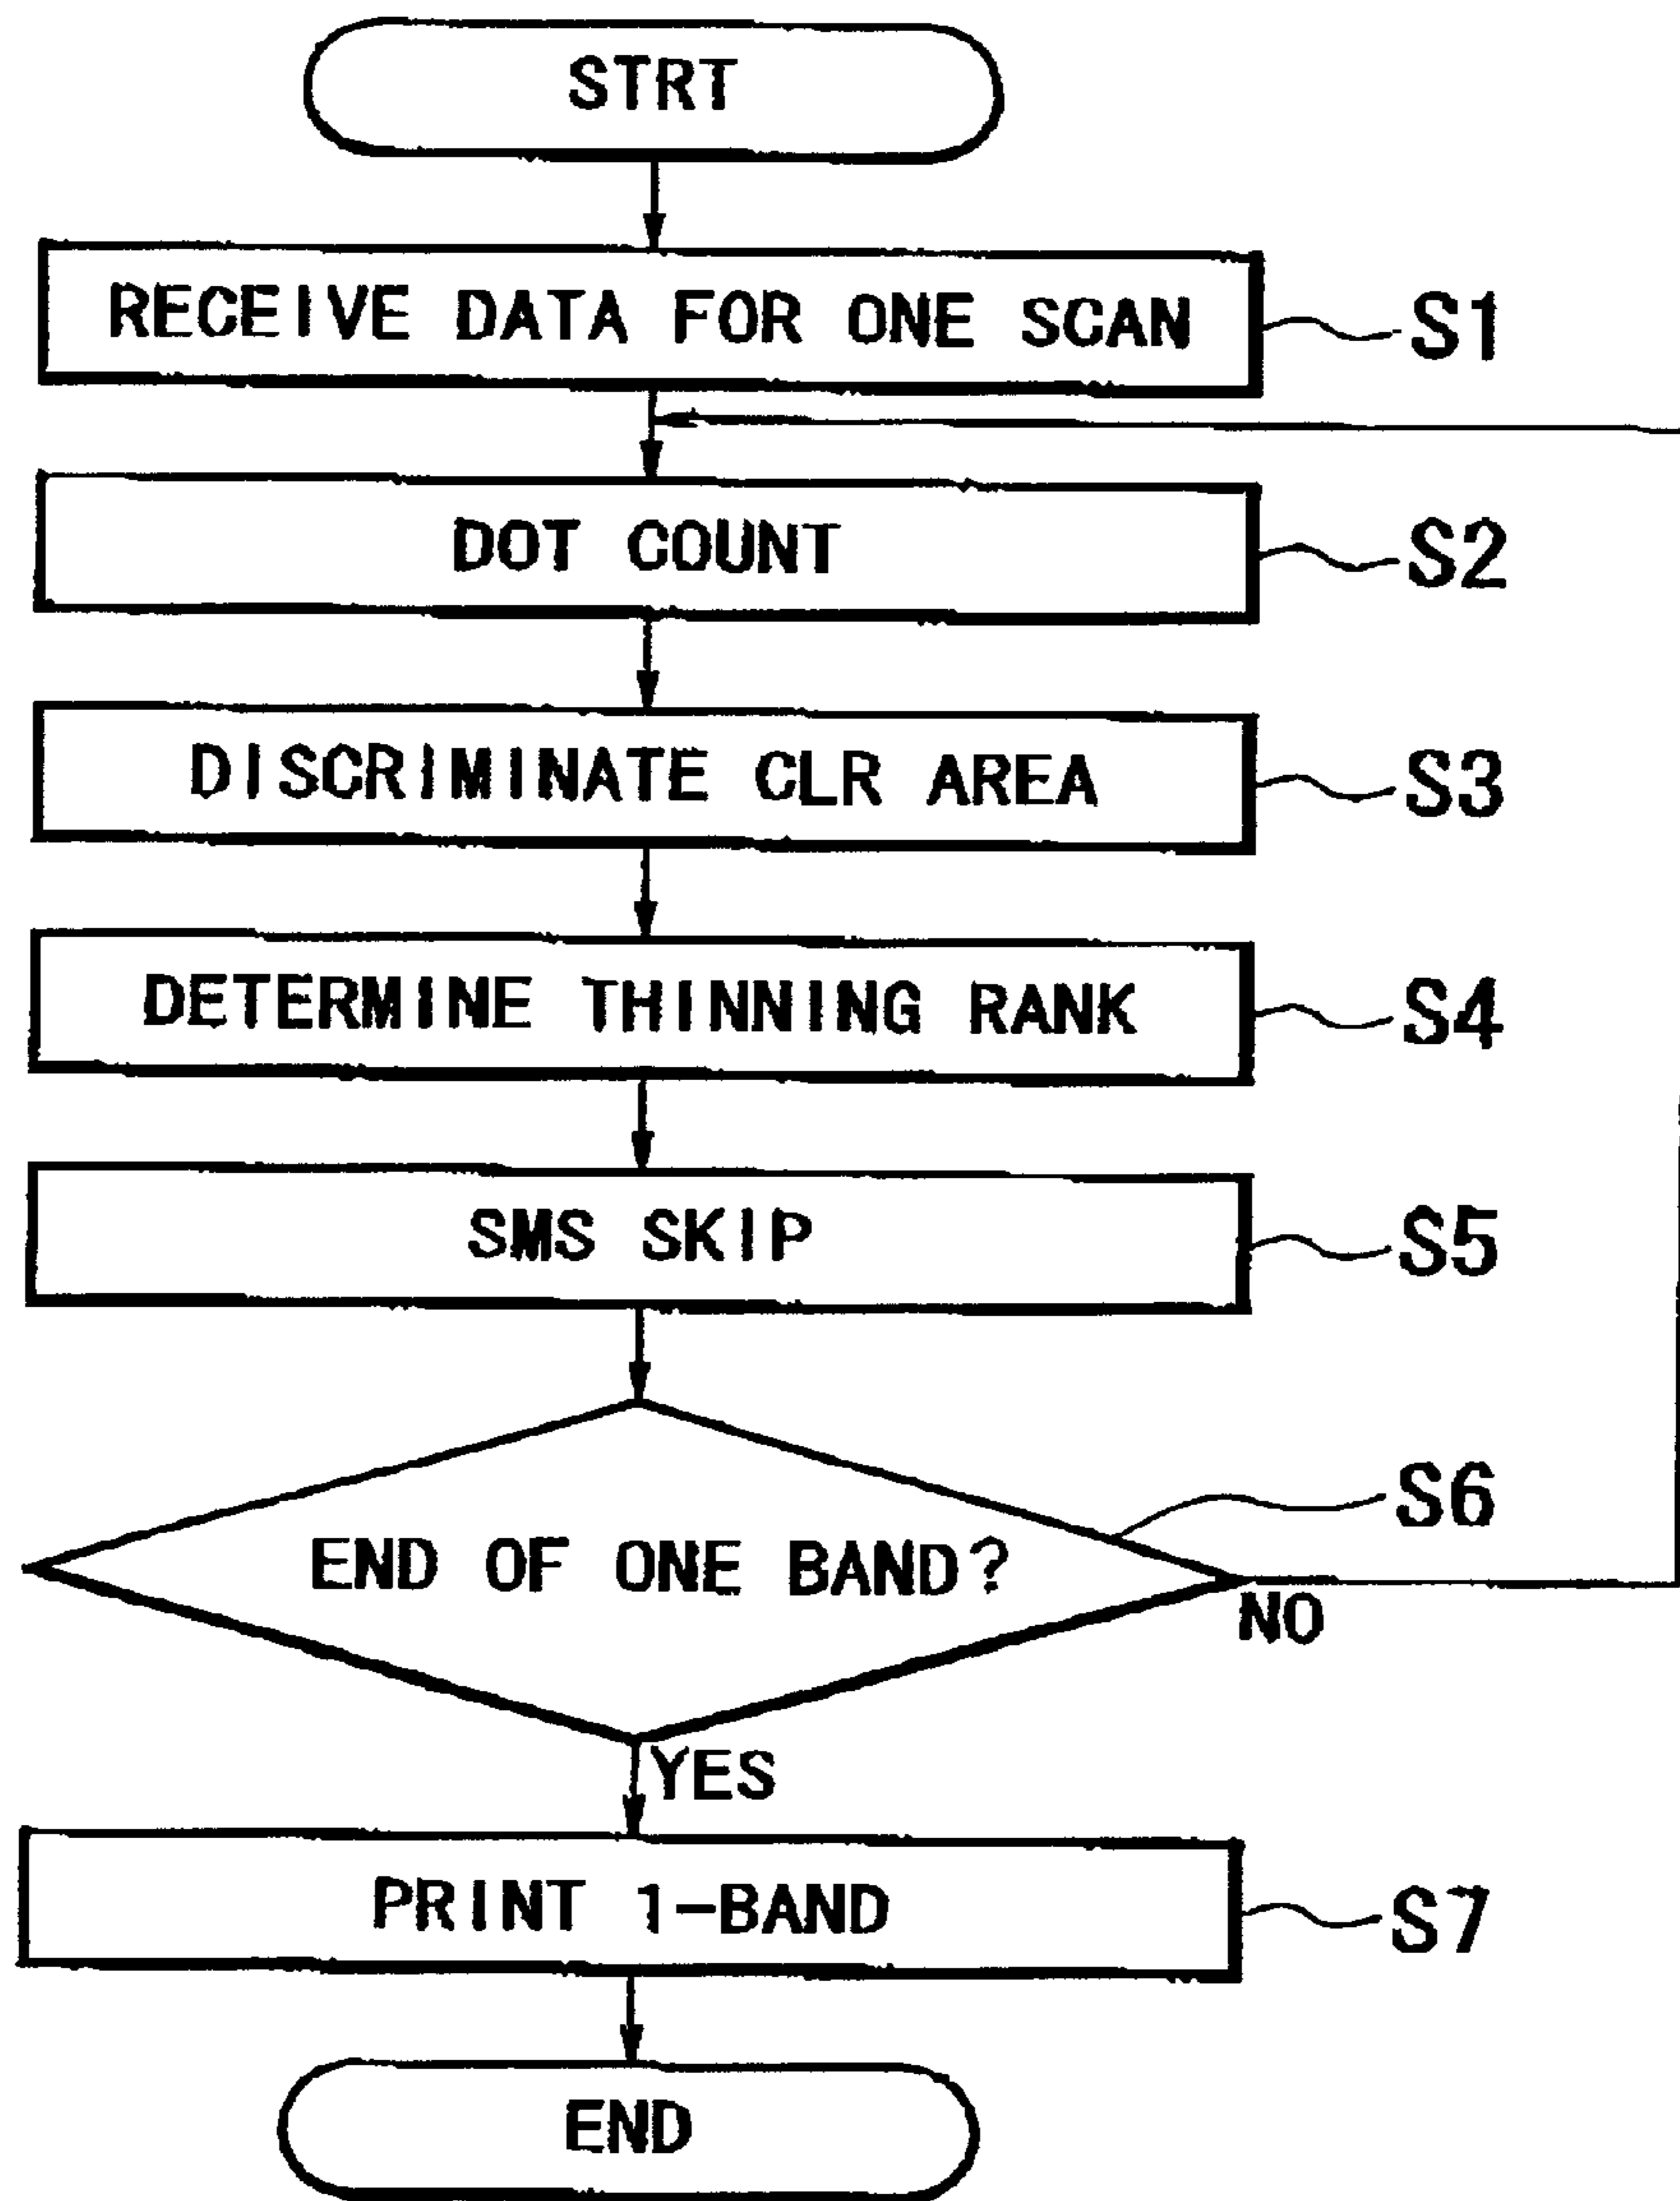 STRT
RECEIVE DATA FOR ONE SCAN S1
DOT COUNT S2
DISCRIMINATE CLR AREA S3
DETERMINE THINNING RANK S4
SMS SKIP S5
S6
END OF ONE BAND?
NO
YES
PRINT 1-BAND S7
END